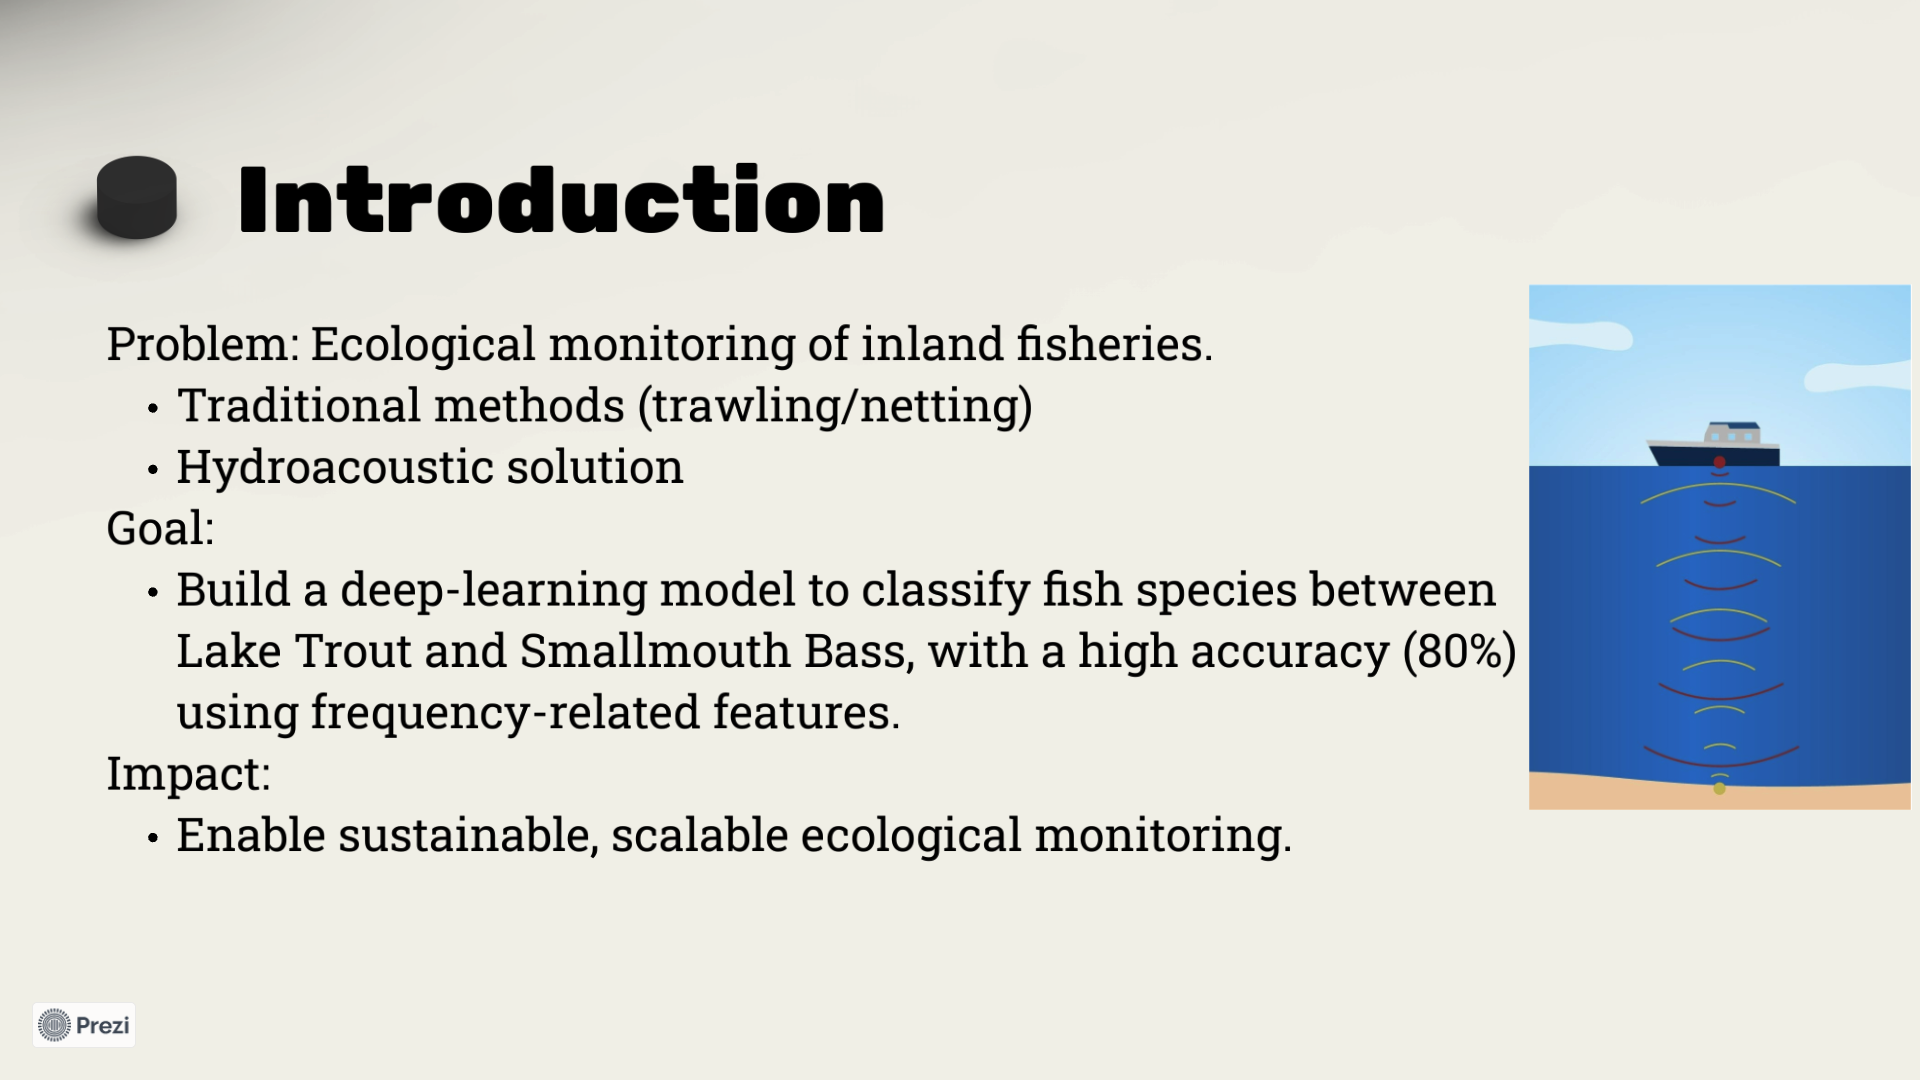 Introduction
Problem: Ecological monitoring of inland fisheries.
• Traditional methods (trawling/netting)
• Hydroacoustic solution
Goal:
• Build a deep-learning model to classify fish species between
Lake Trout and Smallmouth Bass, with a high accuracy (80%)
using frequency-related features.
Impact:
• Enable sustainable, scalable ecological monitoring.
Prezi